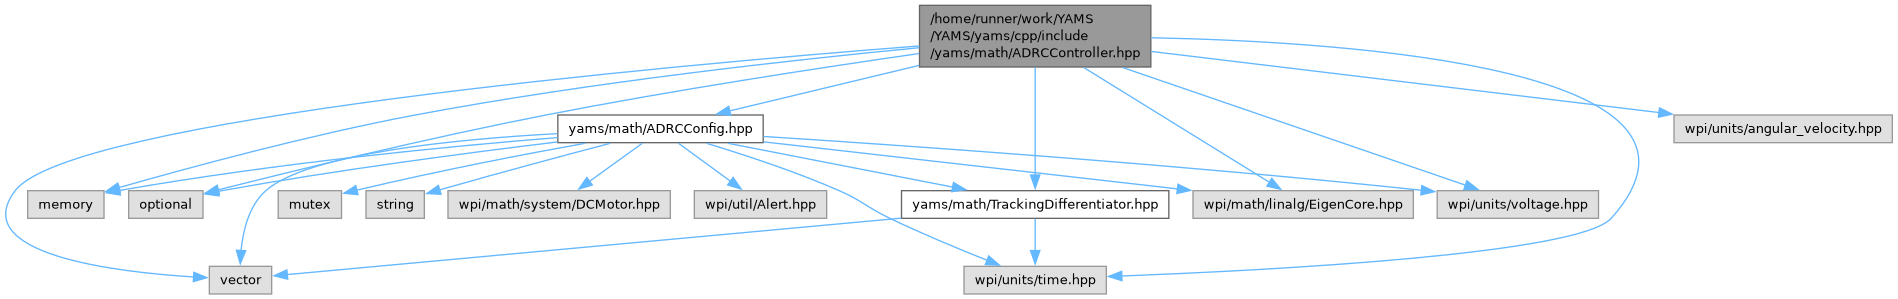 /home/runner/work/YAMS
/YAMS/yams/cpp/include
/yams/math/ADRCController.hpp
yams/math/ADRCConfig.hpp
wpi/units/angular_velocity.hpp
memory
optional
mutex
string
wpi/math/system/DCMotor.hpp
wpi/util/Alert.hpp
yams/math/TrackingDifferentiator.hpp
wpi/math/linalg/EigenCore.hpp
wpi/units/voltage.hpp
vector
wpi/units/time.hpp